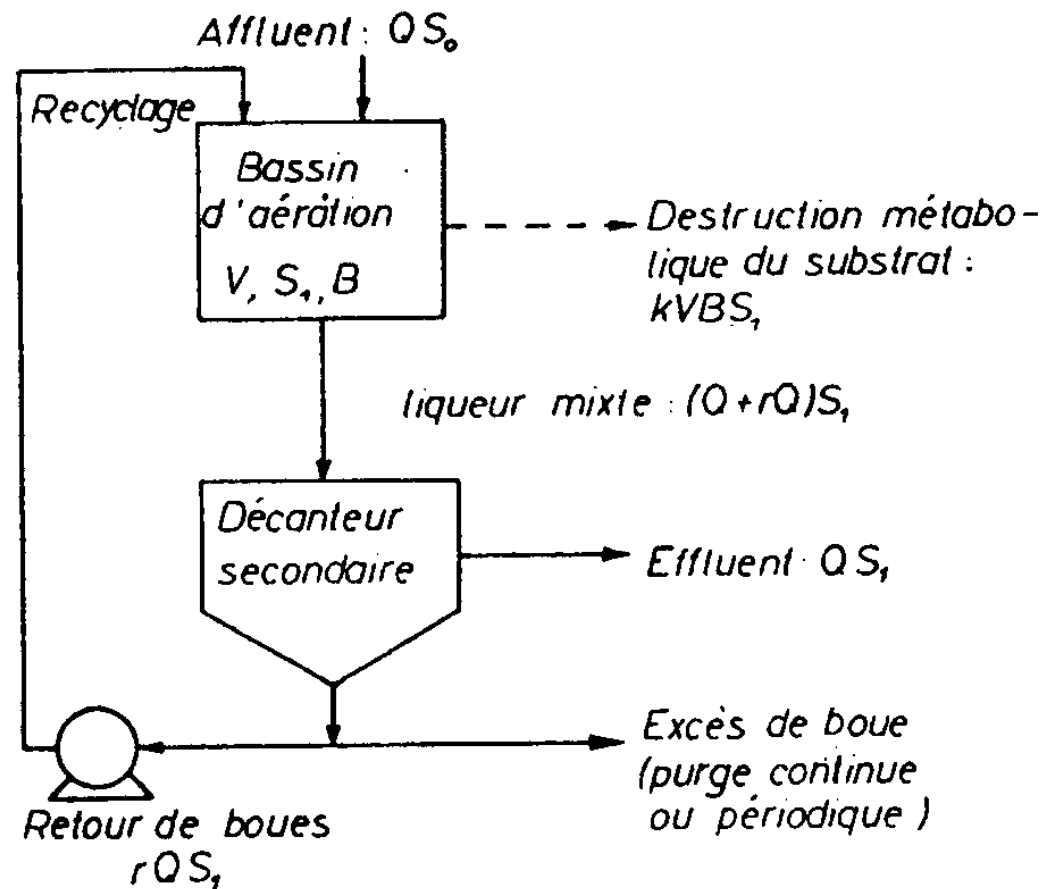 Affluent : QS₀
Recyclage
Bassin
d'aéràtion
V, S₁, B
Destruction métabo-
lique du substrat :
kVBS₁
liqueur mixte : (Q+rQ)S₁
Décanteur
secondaire
Effluent QS₁
Excès de boue
(purge continue
ou périodique )
Retour de boues
rQS₁